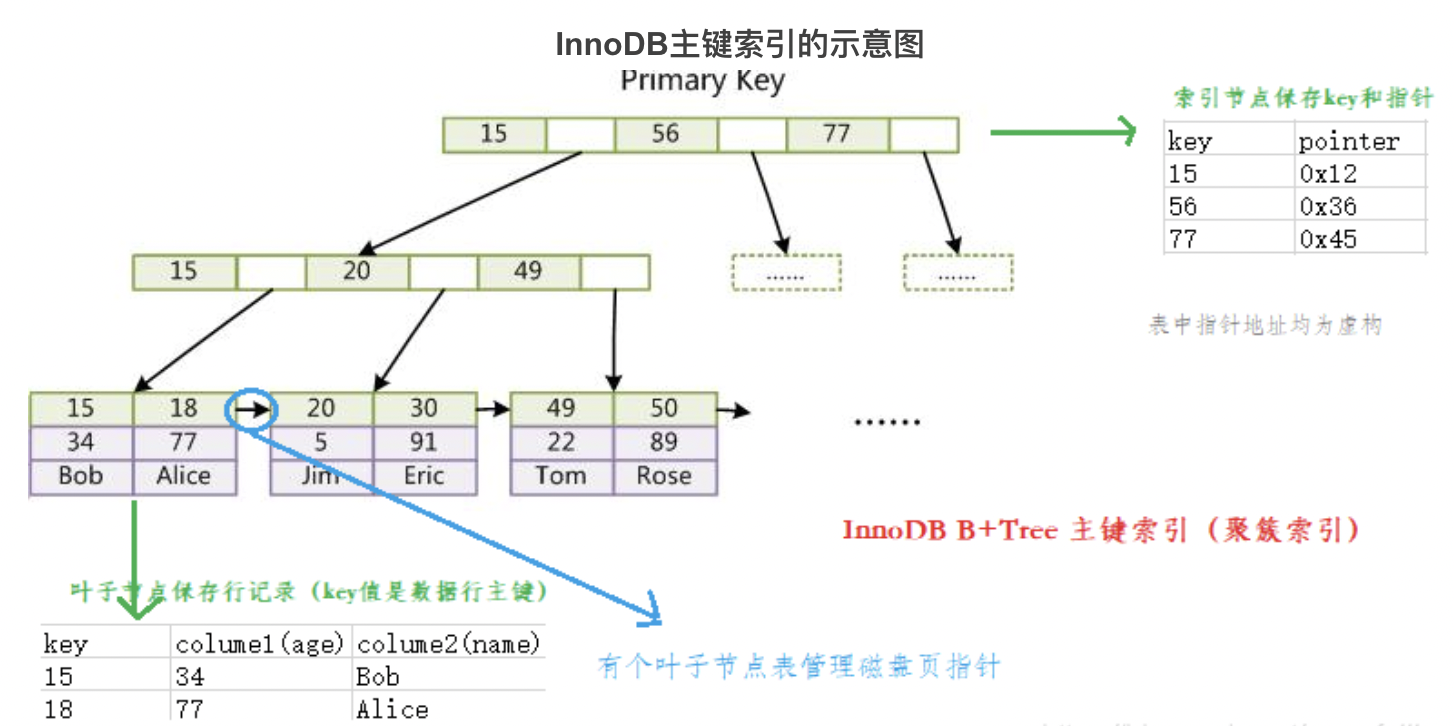 InnoDB主键索引的示意图
Primary Key
索引节点保存key和指针
15 56 77
key pointer
15 0x12
56 0x36
77 0x45
15 20 49
...... ......
表中指针地址均为虚构
15 18 20 30 49 50
34 77 5 91 22 89
Bob Alice Jim Eric Tom Rose
......
InnoDB B+Tree 主键索引（聚簇索引）
叶子节点保存行记录（key值是数据行主键）
key colume1(age) colume2(name)
15 34 Bob
18 77 Alice
有个叶子节点表管理磁盘页指针